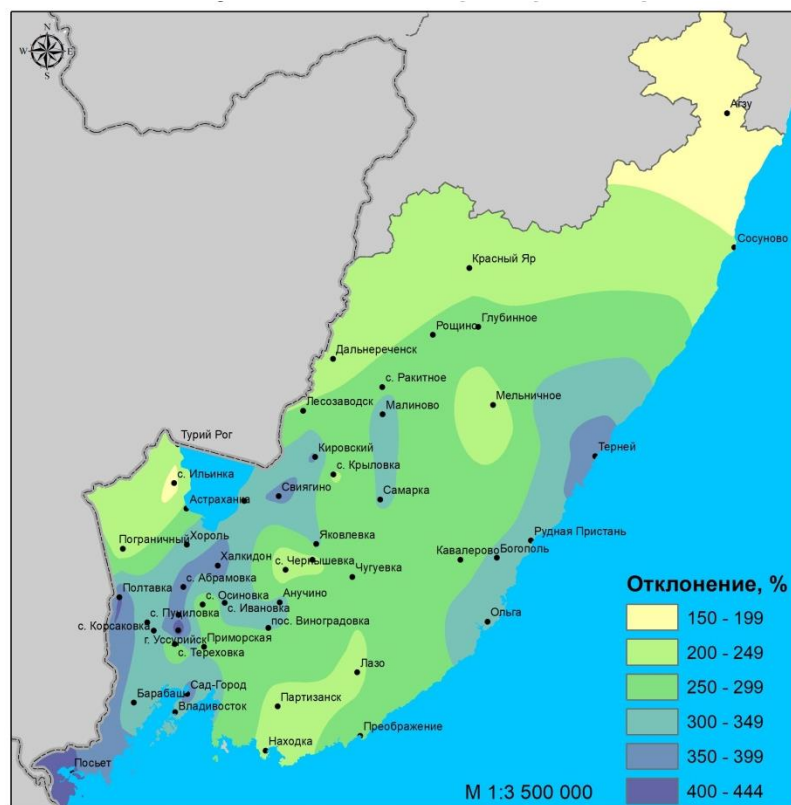 N
W E
S
Агзу
Сосуново
Красный Яр
Глубинное
Рощино
Дальнереченск
с. Ракитное
Мельничное
Лесозаводск
Малиново
Турий Рог
Терней
Кировский
с. Крыловка
с. Ильинка
Свиягино
Самарка
Астраханка
Рудная Пристань
Хороль
Яковлевка
Пограничный
Кавалерово
Богополь
Халкидон
с. Чернышевка
Чугуевка
Отклонение, %
с. Абрамовка
Полтавка
с. Осиновка
Анучино
150 - 199
с. Ивановка
с. Пуциловка
Ольга
200 - 249
с. Корсаковка
пос. Виноградовка
г. Уссурийск
Приморская
с. Тереховка
250 - 299
Лазо
Сад-Город
300 - 349
Барабаш
Партизанск
Владивосток
Преображение
350 - 399
Находка
Посьет
М 1:3 500 000
400 - 444